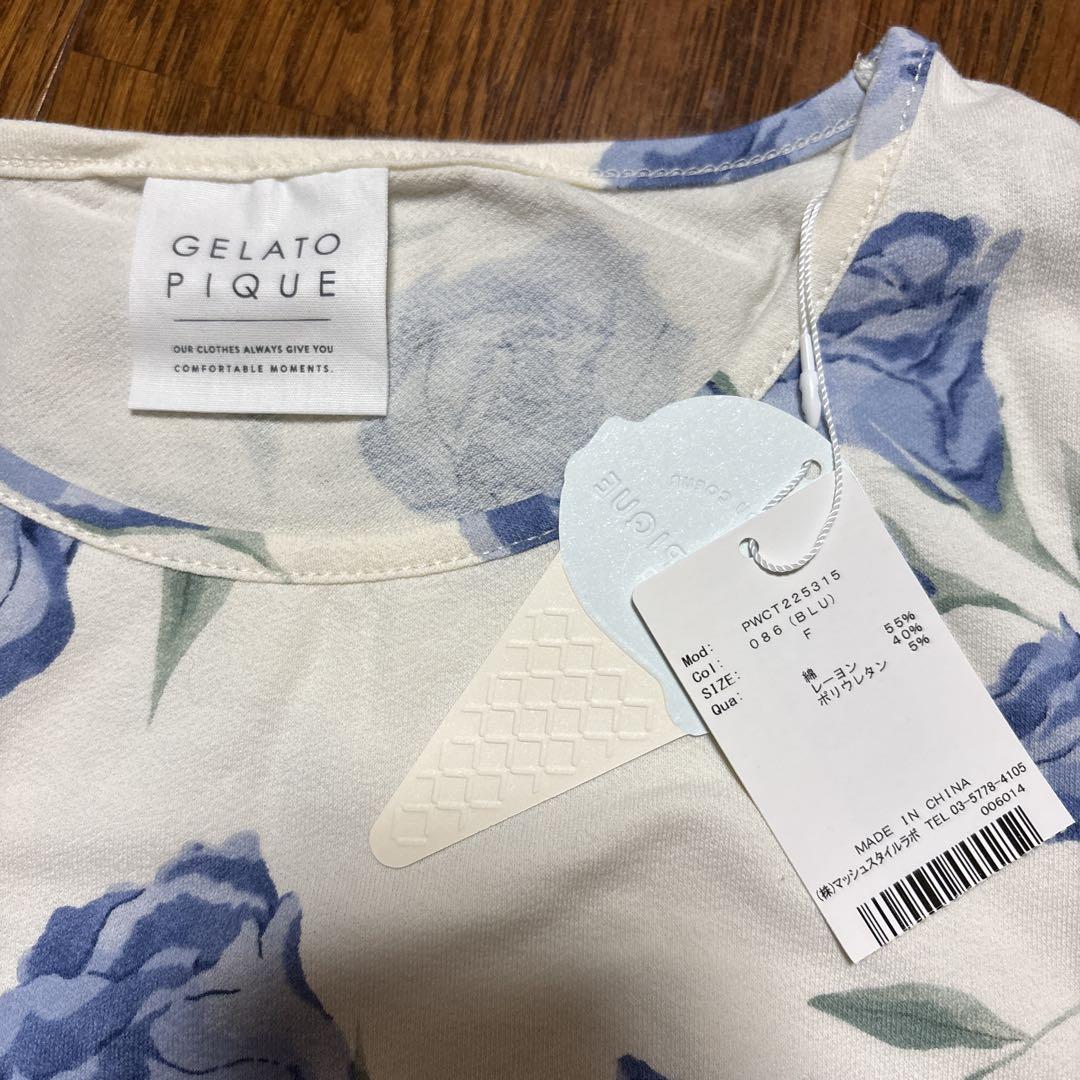 GELATO
PIQUE
OUR CLOTHES ALWAYS GIVE YOU
COMFORTABLE MOMENTS.
Mod: PWCT225315
Col: 086(BLU)
SIZE: F
Qua: 綿 55%
レーヨン 40%
ポリウレタン 5%
MADE IN CHINA
(株)マッシュスタイルラボ TEL 03-5778-4105
006014